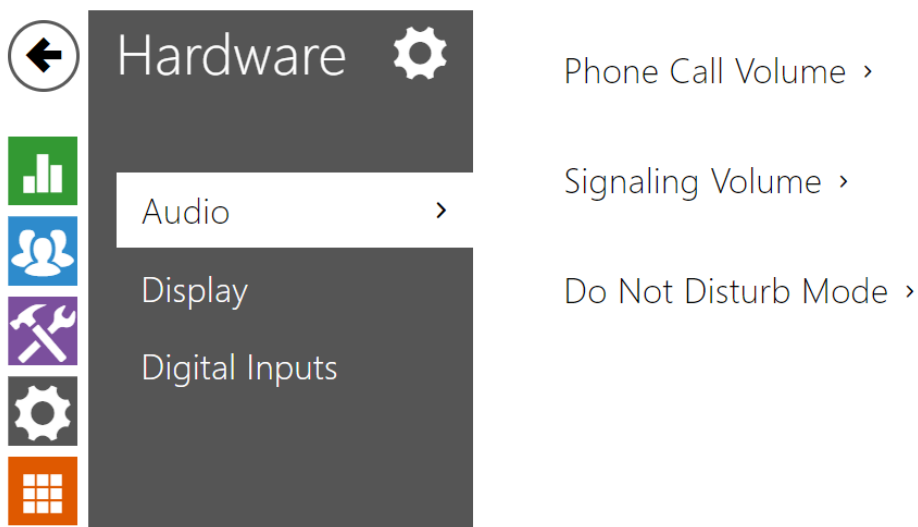 Hardware
Audio
Display
Digital Inputs
Phone Call Volume
Signaling Volume
Do Not Disturb Mode